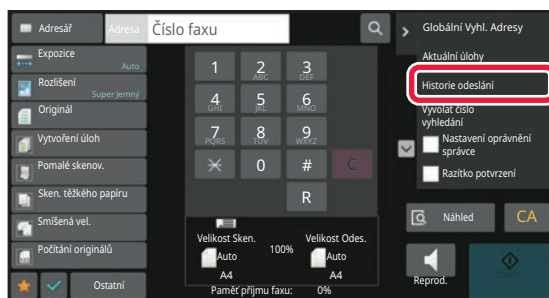 Adresář
Adresa
Číslo faxu
Globální Vyhl. Adresy
Expozice
Auto
Aktuální úlohy
Rozlišení
Super Jemný
Historie odeslání
Originál
Vyvolat číslo
vyhledání
Vytvoření úloh
Nastavení oprávnění
správce
Pomalé skenov.
Razítko potvrzení
Sken. těžkého papíru
Smíšená vel.
Počítání originálů
Ostatní
1
2 ABC
3 DEF
4 GHI
5 JKL
6 MNO
7 PQRS
8 TUV
9 WXYZ
0
#
C
R
Velikost Sken.
100%
Velikost Odes.
Auto
Auto
A4
A4
Paměť příjmu faxu: 0%
Náhled
CA
Reprod.
Start